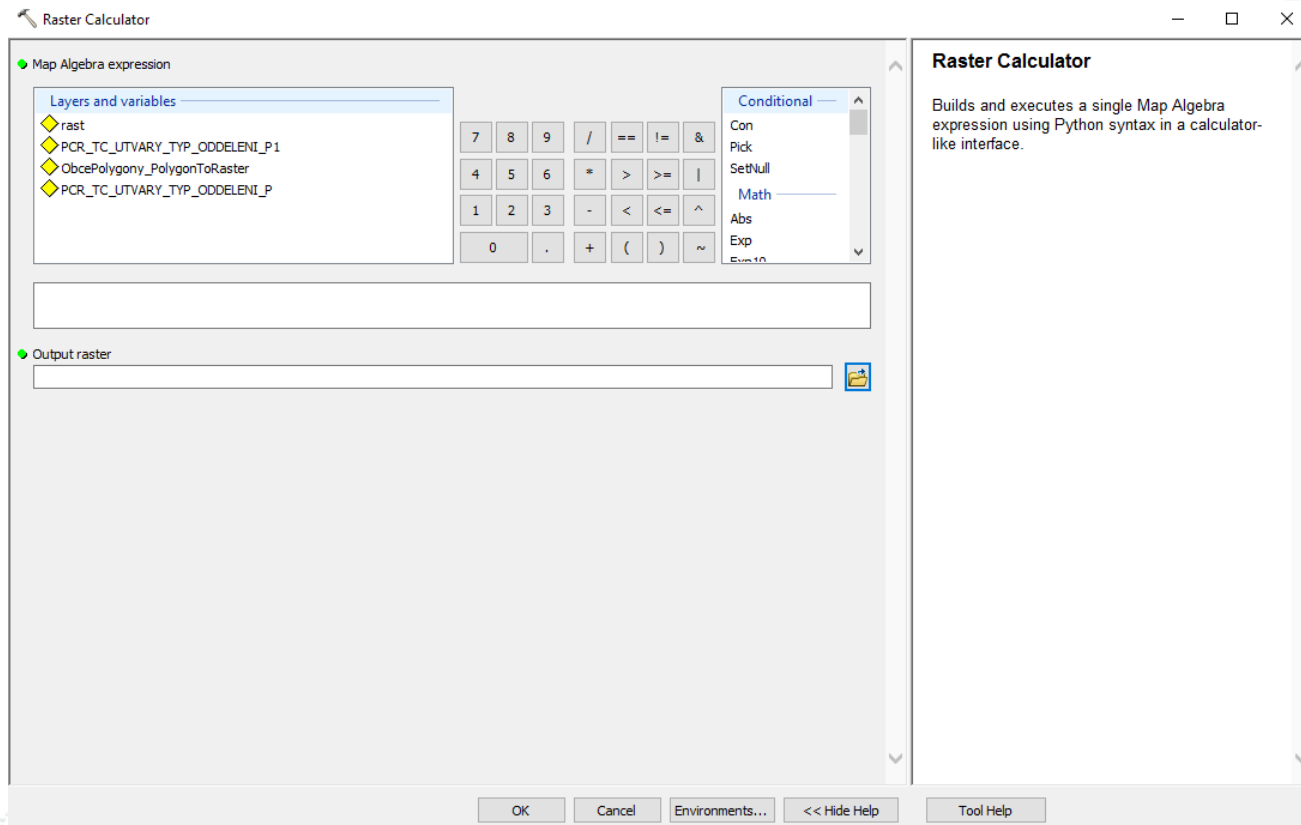 Raster Calculator
Map Algebra expression
Layers and variables
rast
PCR_TC_UTVARY_TYP_ODDELENI_P1
ObcePolygony_PolygonToRaster
PCR_TC_UTVARY_TYP_ODDELENI_P
7 8 9 / == != &
4 5 6 * > >= |
1 2 3 - < <= ^
0 . + ( ) ~
Conditional
Con
Pick
SetNull
Math
Abs
Exp
Exp10
Output raster
OK Cancel Environments... << Hide Help Tool Help
Raster Calculator
Builds and executes a single Map Algebra
expression using Python syntax in a calculator-
like interface.